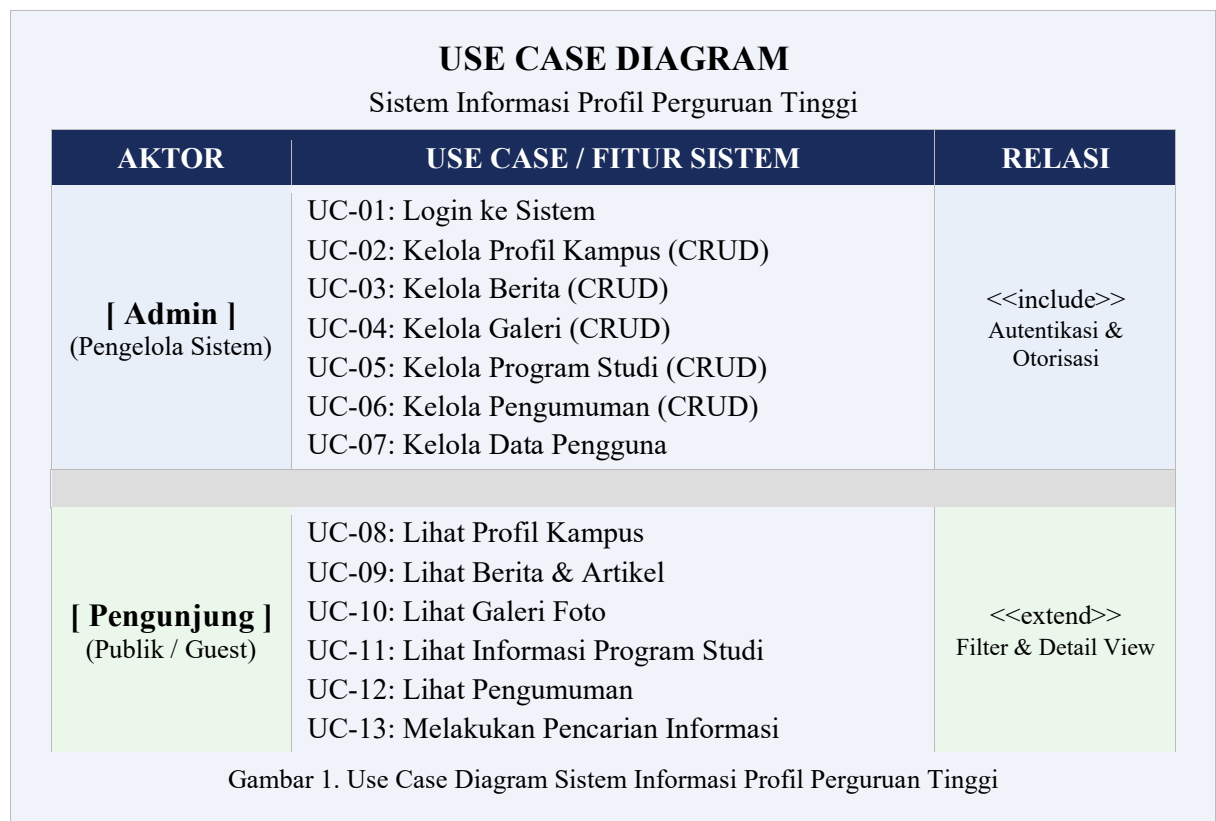 USE CASE DIAGRAM
Sistem Informasi Profil Perguruan Tinggi
AKTOR
USE CASE / FITUR SISTEM
RELASI
[ Admin ]
(Pengelola Sistem)
UC-01: Login ke Sistem
UC-02: Kelola Profil Kampus (CRUD)
UC-03: Kelola Berita (CRUD)
UC-04: Kelola Galeri (CRUD)
UC-05: Kelola Program Studi (CRUD)
UC-06: Kelola Pengumuman (CRUD)
UC-07: Kelola Data Pengguna
<<include>>
Autentikasi &
Otorisasi
[ Pengunjung ]
(Publik / Guest)
UC-08: Lihat Profil Kampus
UC-09: Lihat Berita & Artikel
UC-10: Lihat Galeri Foto
UC-11: Lihat Informasi Program Studi
UC-12: Lihat Pengumuman
UC-13: Melakukan Pencarian Informasi
<<extend>>
Filter & Detail View
Gambar 1. Use Case Diagram Sistem Informasi Profil Perguruan Tinggi